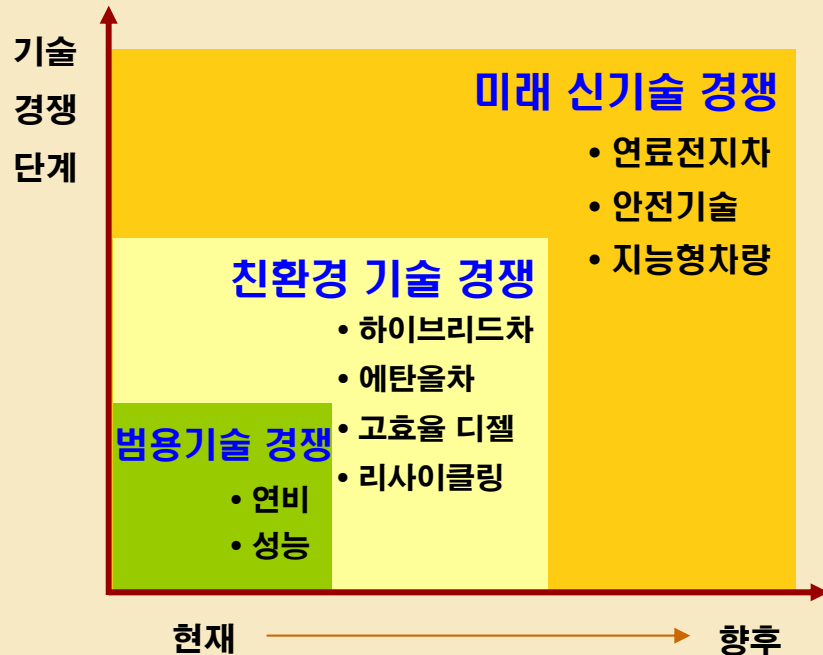 기술
경쟁
단계
미래 신기술 경쟁
• 연료전지차
• 안전기술
• 지능형차량
친환경 기술 경쟁
• 하이브리드차
• 에탄올차
• 고효율 디젤
• 리사이클링
범용기술 경쟁
• 연비
• 성능
현재
향후